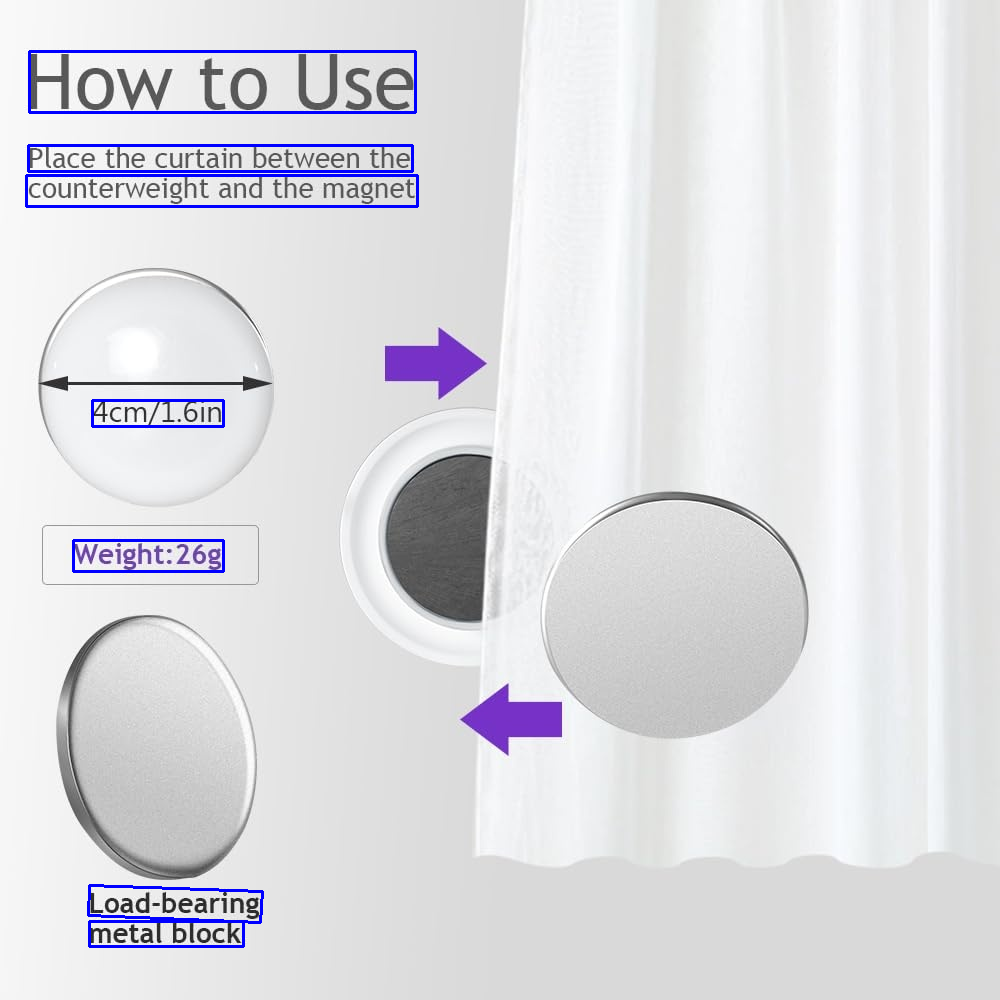 How to Use
Place the curtain between the
counterweight and the magnet
4cm/1.6in
Weight:26g
Load-bearing
metal block